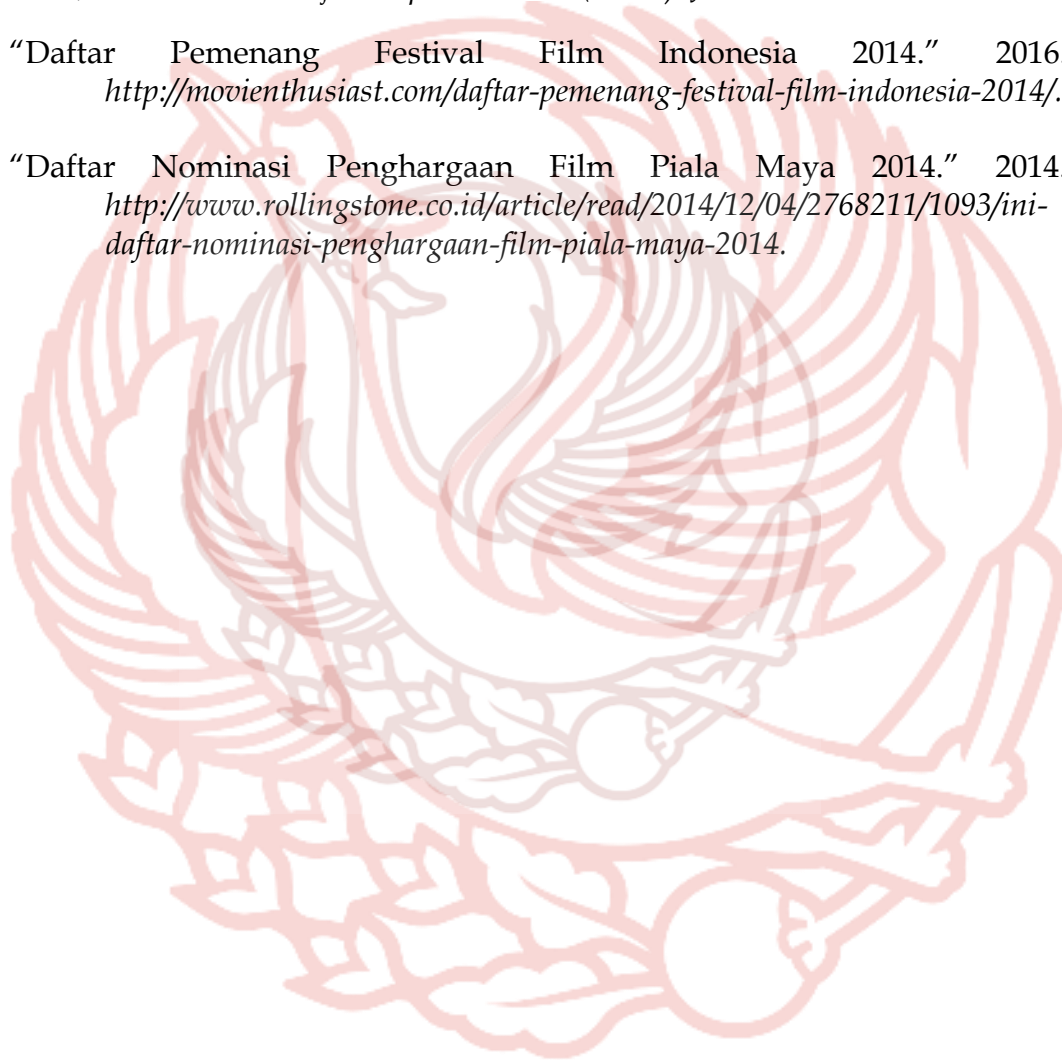 “Daftar Pemenang Festival Film Indonesia 2014.” 2016.
http://movienthusiast.com/daftar-pemenang-festival-film-indonesia-2014/.
“Daftar Nominasi Penghargaan Film Piala Maya 2014.” 2014.
http://www.rollingstone.co.id/article/read/2014/12/04/2768211/1093/ini-
daftar-nominasi-penghargaan-film-piala-maya-2014.